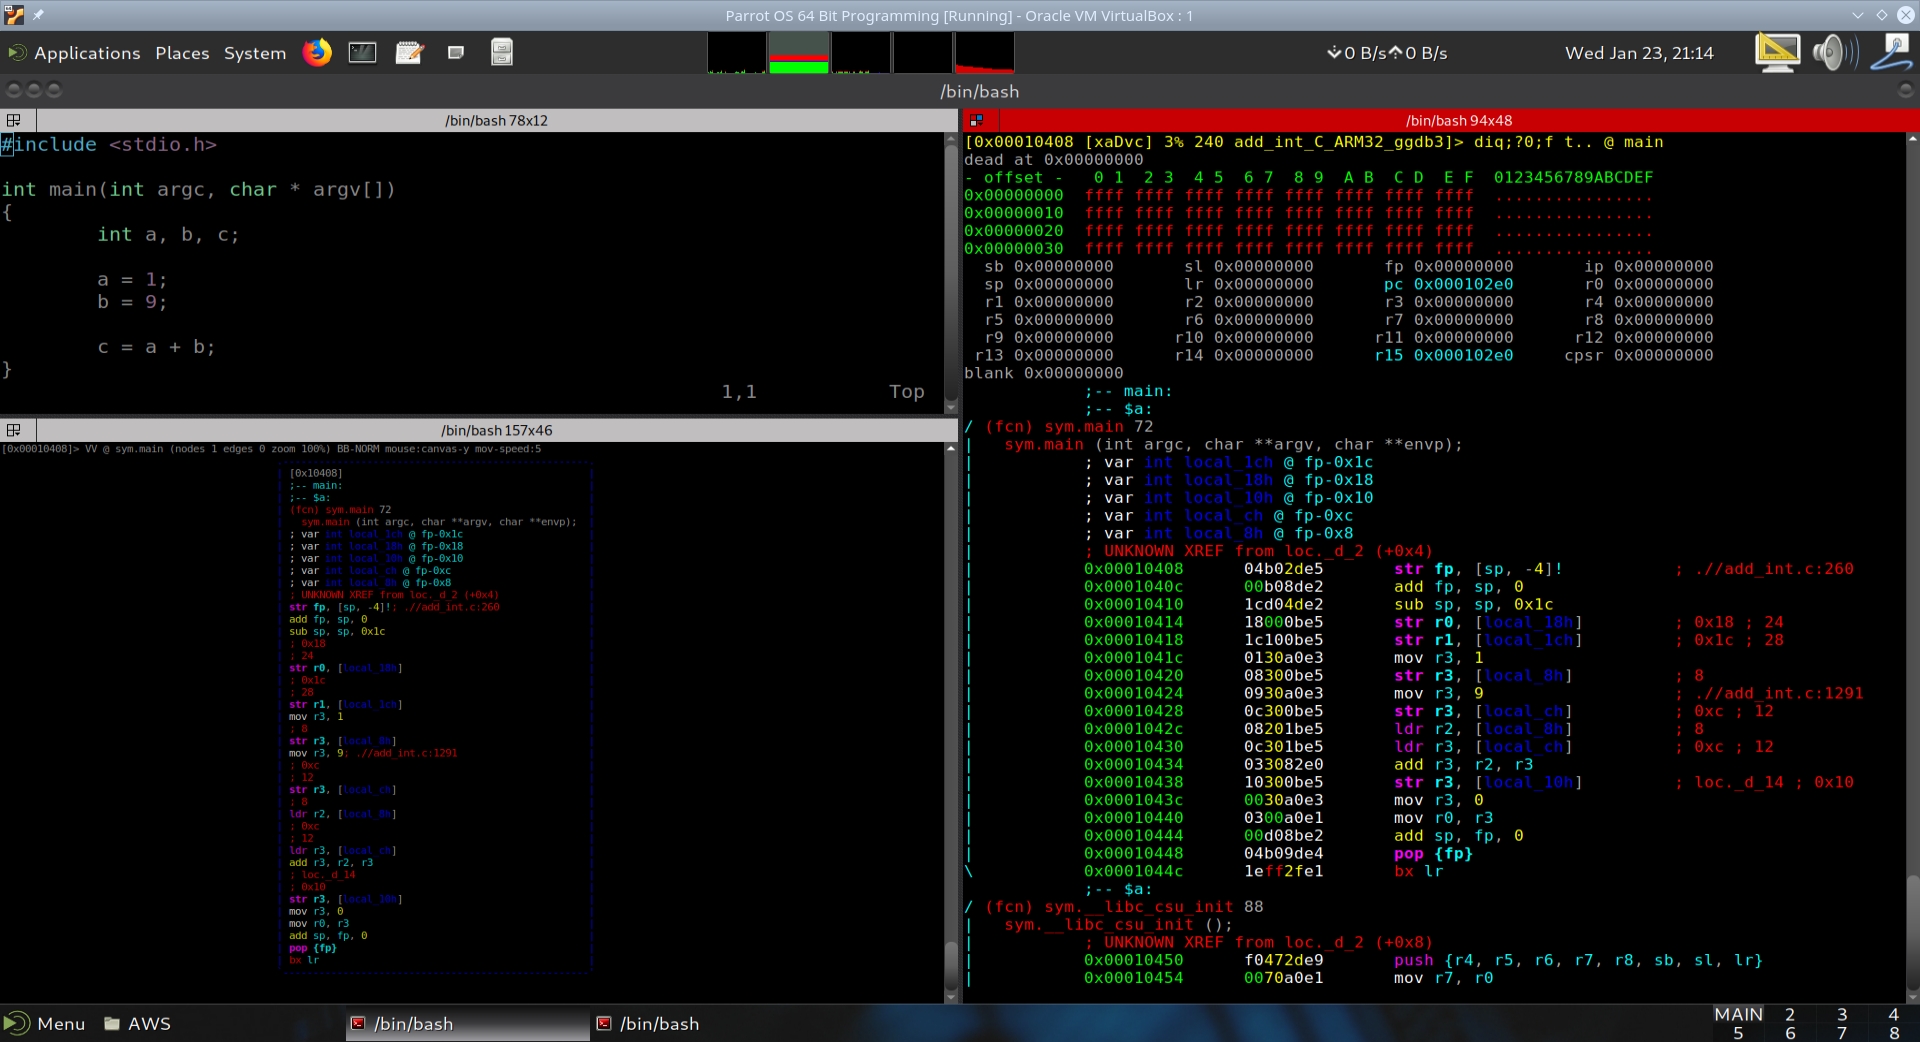 Parrot OS 64 Bit Programming [Running] - Oracle VM VirtualBox : 1
Applications Places System 0 B/s 0 B/s Wed Jan 23, 21:14
/bin/bash
/bin/bash 78x12
#include <stdio.h>
int main(int argc, char * argv[])
{
int a, b, c;
a = 1;
b = 9;
c = a + b;
}
1,1 Top
/bin/bash 157x46
[0x00010408]> VV @ sym.main (nodes 1 edges 0 zoom 100%) BB-NORM mouse:canvas-y mov-speed:5
[0x10408]
;-- main:
;-- $a:
(fcn) sym.main 72
sym.main (int argc, char **argv, char **envp);
; var int local_1ch @ fp-0x1c
; var int local_18h @ fp-0x18
; var int local_10h @ fp-0x10
; var int local_ch @ fp-0xc
; var int local_8h @ fp-0x8
; UNKNOWN XREF from loc._d_2 (+0x4)
str fp, [sp, -4]!; .//add_int.c:260
add fp, sp, 0
sub sp, sp, 0x1c
; 0x18
; 24
str r0, [local_18h]
; 0x1c
; 28
str r1, [local_1ch]
mov r3, 1
; 8
str r3, [local_8h]
mov r3, 9; .//add_int.c:1291
; 0xc
; 12
str r3, [local_ch]
; 8
ldr r2, [local_8h]
; 0xc
; 12
ldr r3, [local_ch]
add r3, r2, r3
; loc._d_14
; 0x10
str r3, [local_10h]
mov r3, 0
mov r0, r3
add sp, fp, 0
pop {fp}
bx lr
/bin/bash 94x48
[0x00010408 [xaDvc] 3% 240 add_int_C_ARM32_ggdb3]> diq;?0;f t.. @ main
dead at 0x00000000
- offset - 0 1 2 3 4 5 6 7 8 9 A B C D E F 0123456789ABCDEF
0x00000000 ffff ffff ffff ffff ffff ffff ffff ffff ................
0x00000010 ffff ffff ffff ffff ffff ffff ffff ffff ................
0x00000020 ffff ffff ffff ffff ffff ffff ffff ffff ................
0x00000030 ffff ffff ffff ffff ffff ffff ffff ffff ................
sb 0x00000000 sl 0x00000000 fp 0x00000000 ip 0x00000000
sp 0x00000000 lr 0x00000000 pc 0x000102e0 r0 0x00000000
r1 0x00000000 r2 0x00000000 r3 0x00000000 r4 0x00000000
r5 0x00000000 r6 0x00000000 r7 0x00000000 r8 0x00000000
r9 0x00000000 r10 0x00000000 r11 0x00000000 r12 0x00000000
r13 0x00000000 r14 0x00000000 r15 0x000102e0 cpsr 0x00000000
blank 0x00000000
;-- main:
;-- $a:
/ (fcn) sym.main 72
| sym.main (int argc, char **argv, char **envp);
| ; var int local_1ch @ fp-0x1c
| ; var int local_18h @ fp-0x18
| ; var int local_10h @ fp-0x10
| ; var int local_ch @ fp-0xc
| ; var int local_8h @ fp-0x8
| ; UNKNOWN XREF from loc._d_2 (+0x4)
| 0x00010408 04b02de5 str fp, [sp, -4]! ; .//add_int.c:260
| 0x0001040c 00b08de2 add fp, sp, 0
| 0x00010410 1cd04de2 sub sp, sp, 0x1c
| 0x00010414 18000be5 str r0, [local_18h] ; 0x18 ; 24
| 0x00010418 1c100be5 str r1, [local_1ch] ; 0x1c ; 28
| 0x0001041c 0130a0e3 mov r3, 1
| 0x00010420 08300be5 str r3, [local_8h] ; 8
| 0x00010424 0930a0e3 mov r3, 9 ; .//add_int.c:1291
| 0x00010428 0c300be5 str r3, [local_ch] ; 0xc ; 12
| 0x0001042c 08201be5 ldr r2, [local_8h] ; 8
| 0x00010430 0c301be5 ldr r3, [local_ch] ; 0xc ; 12
| 0x00010434 033082e0 add r3, r2, r3
| 0x00010438 10300be5 str r3, [local_10h] ; loc._d_14 ; 0x10
| 0x0001043c 0030a0e3 mov r3, 0
| 0x00010440 0300a0e1 mov r0, r3
| 0x00010444 00d08be2 add sp, fp, 0
| 0x00010448 04b09de4 pop {fp}
\ 0x0001044c 1eff2fe1 bx lr
;-- $a:
/ (fcn) sym.__libc_csu_init 88
| sym.__libc_csu_init ();
| ; UNKNOWN XREF from loc._d_2 (+0x8)
| 0x00010450 f0472de9 push {r4, r5, r6, r7, r8, sb, sl, lr}
| 0x00010454 0070a0e1 mov r7, r0
Menu AWS /bin/bash /bin/bash
MAIN 2 3 4
5 6 7 8